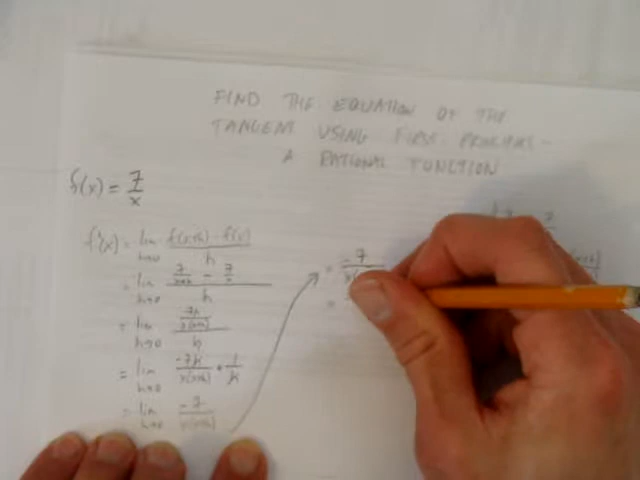 FIND THE EQUATION OF THE
TANGENT USING FIRST PRINCIPLES -
A RATIONAL FUNCTION
f(x) = 7/x
f'(x) = lim h→0 (f(x+h) - f(x))/h
= lim h→0 (7/(x+h) - 7/x)/h
= lim h→0 (-7h/(x(x+h)))/h
= lim h→0 -7h/(x(x+h)) • 1/h
= lim h→0 -7/(x(x+h))
= -7
=